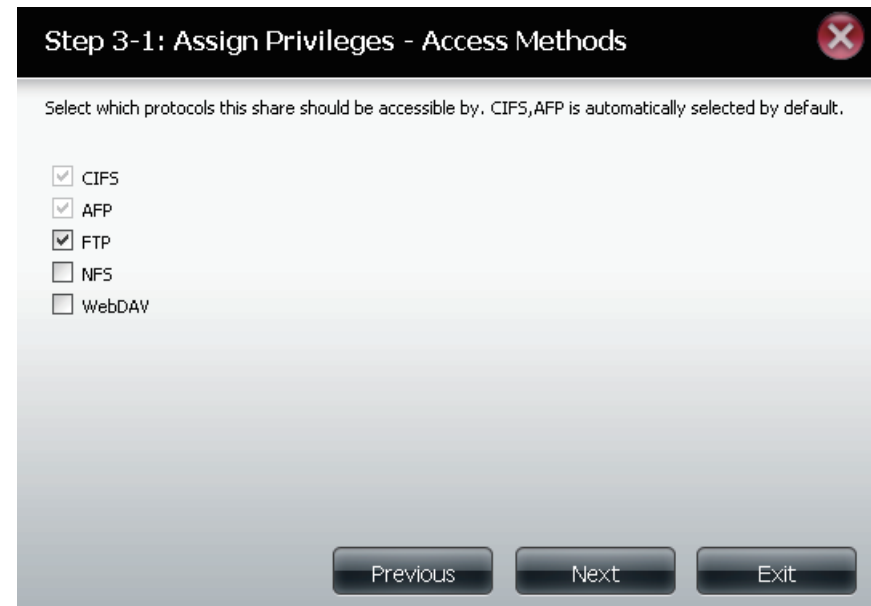 Step 3-1: Assign Privileges - Access Methods
Select which protocols this share should be accessible by. CIFS,AFP is automatically selected by default.
CIFS
AFP
FTP
NFS
WebDAV
Previous
Next
Exit